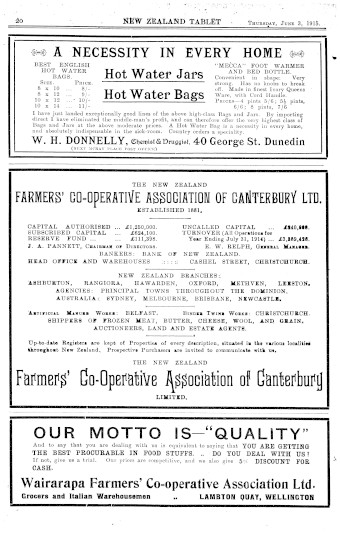 20 NEW ZEALAND TABLET THURSDAY, JUNE 3, 1915.
A NECESSITY IN EVERY HOME
BEST ENGLISH
HOT WATER
BAGS.
8 x 10
8 x 12
10 x 12
10 x 14
Hot Water Jars
Hot Water Bags
"MECCA" FOOT WARMER
AND BED BOTTLE.
Convenient in shape. Very
strong. Has no knobs to break
off. Made in finest Ivory Queens
Ware, with Cord Handle.
Prices—4 pints 5/6; 5½ pints,
6/6; 8 pints, 7/6
I have just landed exceptionally good lines of the above high-class Bags and Jars. By importing
direct I have eliminated the middle-man's profit, and can therefore offer the very highest class of
Bags and Jars at the above moderate prices. A Hot Water Bag is a necessity in every home,
and absolutely indispensable in the sick-room. Country orders a specialty.
W. H. DONNELLY, Chemist & Druggist, 40 George St. Dunedin
(NEXT DOOR
THE NEW ZEALAND
FARMERS' CO-OPERATIVE ASSOCIATION OF CANTERBURY LTD.
ESTABLISHED 1881.
CAPITAL AUTHORISED ... £1,250,000.
SUBSCRIBED CAPITAL ... £624,100.
RESERVE FUND ... ... £111,398.
UNCALLED CAPITAL
TURNOVER (All Operations for
Year Ending July 31, 1914)
J. A. PANNETT, CHAIRMAN OF DIRECTORS. E. W. RELPH, GENERAL MANAGER.
BANKERS: BANK OF NEW ZEALAND.
HEAD OFFICE AND WAREHOUSES CASHEL STREET, CHRISTCHURCH.
NEW ZEALAND BRANCHES:
ASHBURTON, RANGIORA, HAWARDEN, OXFORD, METHVEN, LEESTON.
AGENCIES: PRINCIPAL TOWNS THROUGHOUT THE DOMINION.
AUSTRALIA: SYDNEY, MELBOURNE, BRISBANE, NEWCASTLE.
ARTIFICIAL MANURE WORKS: BELFAST. BINDER TWINE WORKS: CHRISTCHURCH.
SHIPPERS OF FROZEN MEAT, BUTTER, CHEESE, WOOL, AND GRAIN.
AUCTIONEERS, LAND AND ESTATE AGENTS.
Up-to-date Registers are kept of Properties of every description, situated in the various localities
throughout New Zealand. Prospective Purchasers are invited to communicate with us.
THE NEW ZEALAND
Farmers' Co-Operative Association of Canterbury
LIMITED.
OUR MOTTO IS—"QUALITY"
And to say that you are dealing with us is equivalent to saying that YOU ARE GETTING
THE BEST PROCURABLE IN FOOD STUFFS. .. DO YOU DEAL WITH US?
If not, give us a trial. Our prices are competitive, and we also give 5% DISCOUNT FOR
CASH.
Wairarapa Farmers' Co-operative Association Ltd.
Grocers and Italian Warehousemen .. LAMBTON QUAY, WELLINGTON